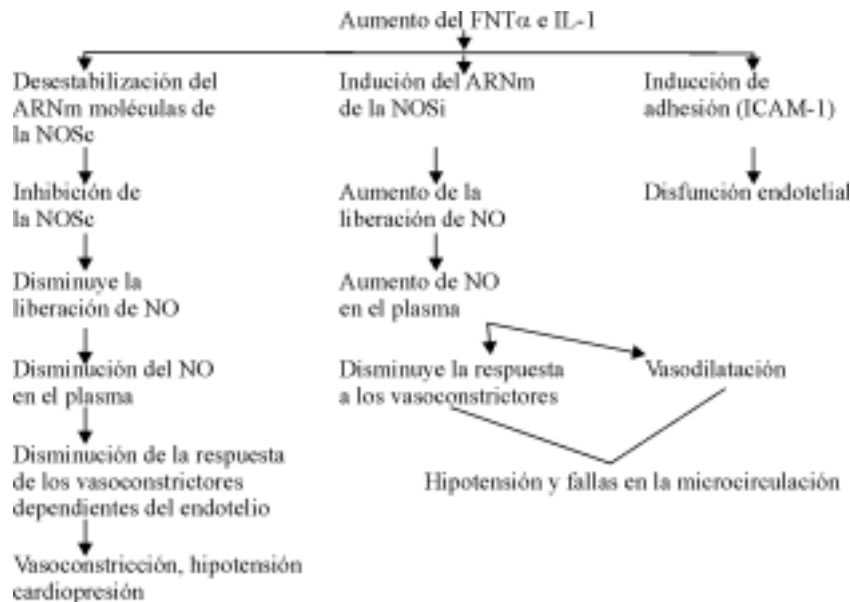 Aumento del FNTα e IL-1
Desestabilización del
ARNm moléculas de
la NOSc
Inhibición de
la NOSc
Disminuye la
liberación de NO
Disminución del NO
en el plasma
Disminución de la respuesta
de los vasoconstrictores
dependientes del endotelio
Vasoconstricción, hipotensión
cardiopresión
Indución del ARNm
de la NOSi
Aumento de la
liberación de NO
Aumento de NO
en el plasma
Disminuye la respuesta
a los vasoconstrictores
Vasodilatación
Hipotensión y fallas en la microcirculación
Inducción de
adhesión (ICAM-1)
Disfunción endotelial